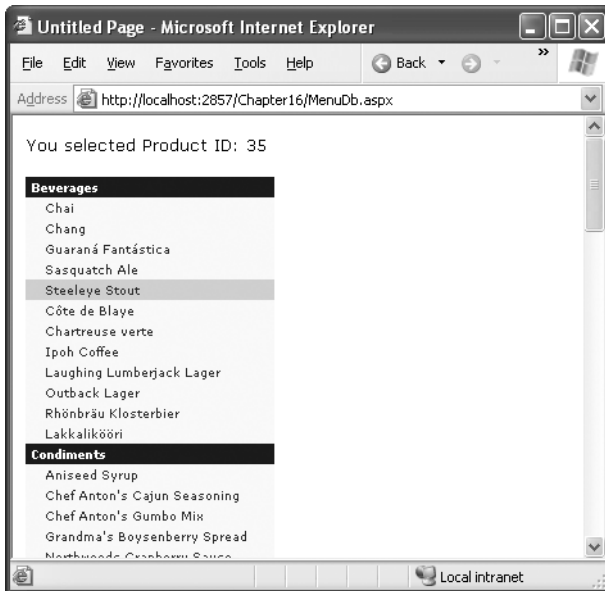 Untitled Page - Microsoft Internet Explorer
File Edit View Favorites Tools Help Back »
Address http://localhost:2857/Chapter16/MenuDb.aspx
You selected Product ID: 35
Beverages
Chai
Chang
Guaraná Fantástica
Sasquatch Ale
Steeleye Stout
Côte de Blaye
Chartreuse verte
Ipoh Coffee
Laughing Lumberjack Lager
Outback Lager
Rhönbräu Klosterbier
Lakkalikööri
Condiments
Aniseed Syrup
Chef Anton's Cajun Seasoning
Chef Anton's Gumbo Mix
Grandma's Boysenberry Spread
Northwoods Cranberry Sauce
Local intranet